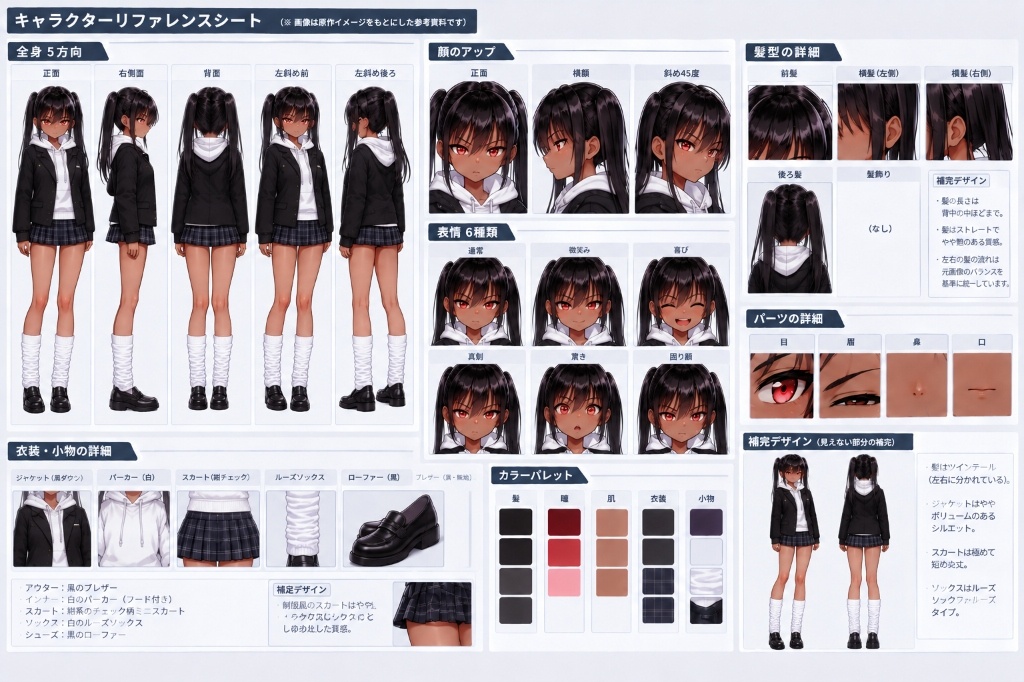 キャラクターリファレンスシート （※ 画像は原作イメージをもとにした参考資料です）
全身 5方向
正面 右側面 背面 左斜め前 左斜め後ろ
顔のアップ
正面 横顔 斜め45度
表情 6種類
通常 微笑み 喜び
真剣 驚き 困り顔
髪型の詳細
前髪 横髪（左側） 横髪（右側）
後ろ髪 髪飾り
（なし）
補完デザイン
・髪の長さは
背中の中ほどまで。
・髪はストレートで
やや艶のある質感。
・左右の髪の流れは
元画像のバランスを
基準に統一しています。
パーツの詳細
目 眉 鼻 口
衣装・小物の詳細
ジャケット（黒ダウン） パーカー（白） スカート（紺チェック） ルーズソックス ローファー（黒） ブレザー
アウター：黒のブレザー
インナー：白のパーカー（フード付き）
スカート：紺系のチェック柄ミニスカート
ソックス：白のルーズソックス
シューズ：黒のローファー
補足デザイン
スカートはやや
した質感。
カラーパレット
髪 瞳 肌 衣装 小物
補完デザイン （見えない部分の補完）
髪はツインテール
（左右に分かれている）。
ジャケットはやや
ボリュームのある
シルエット。
スカートは極めて
短め丈。
ソックスはルーズ
タイプ。